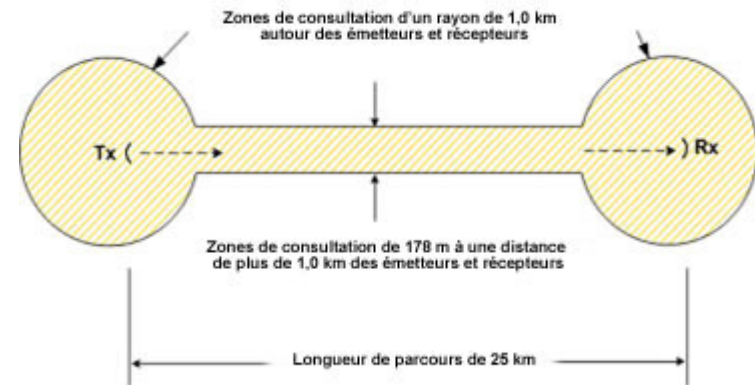 Zones de consultation d'un rayon de 1,0 km
autour des émetteurs et récepteurs
Tx (
) Rx
Zones de consultation de 178 m à une distance
de plus de 1,0 km des émetteurs et récepteurs
Longueur de parcours de 25 km